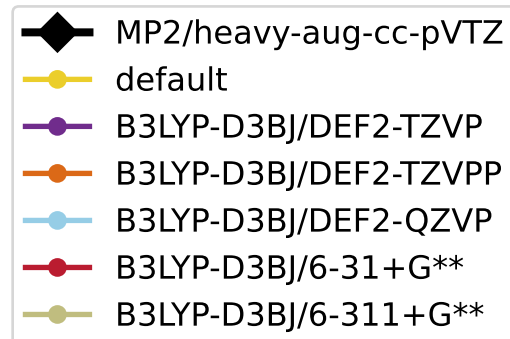 MP2/heavy-aug-cc-pVTZ
default
B3LYP-D3BJ/DEF2-TZVP
B3LYP-D3BJ/DEF2-TZVPP
B3LYP-D3BJ/DEF2-QZVP
B3LYP-D3BJ/6-31+G**
B3LYP-D3BJ/6-311+G**